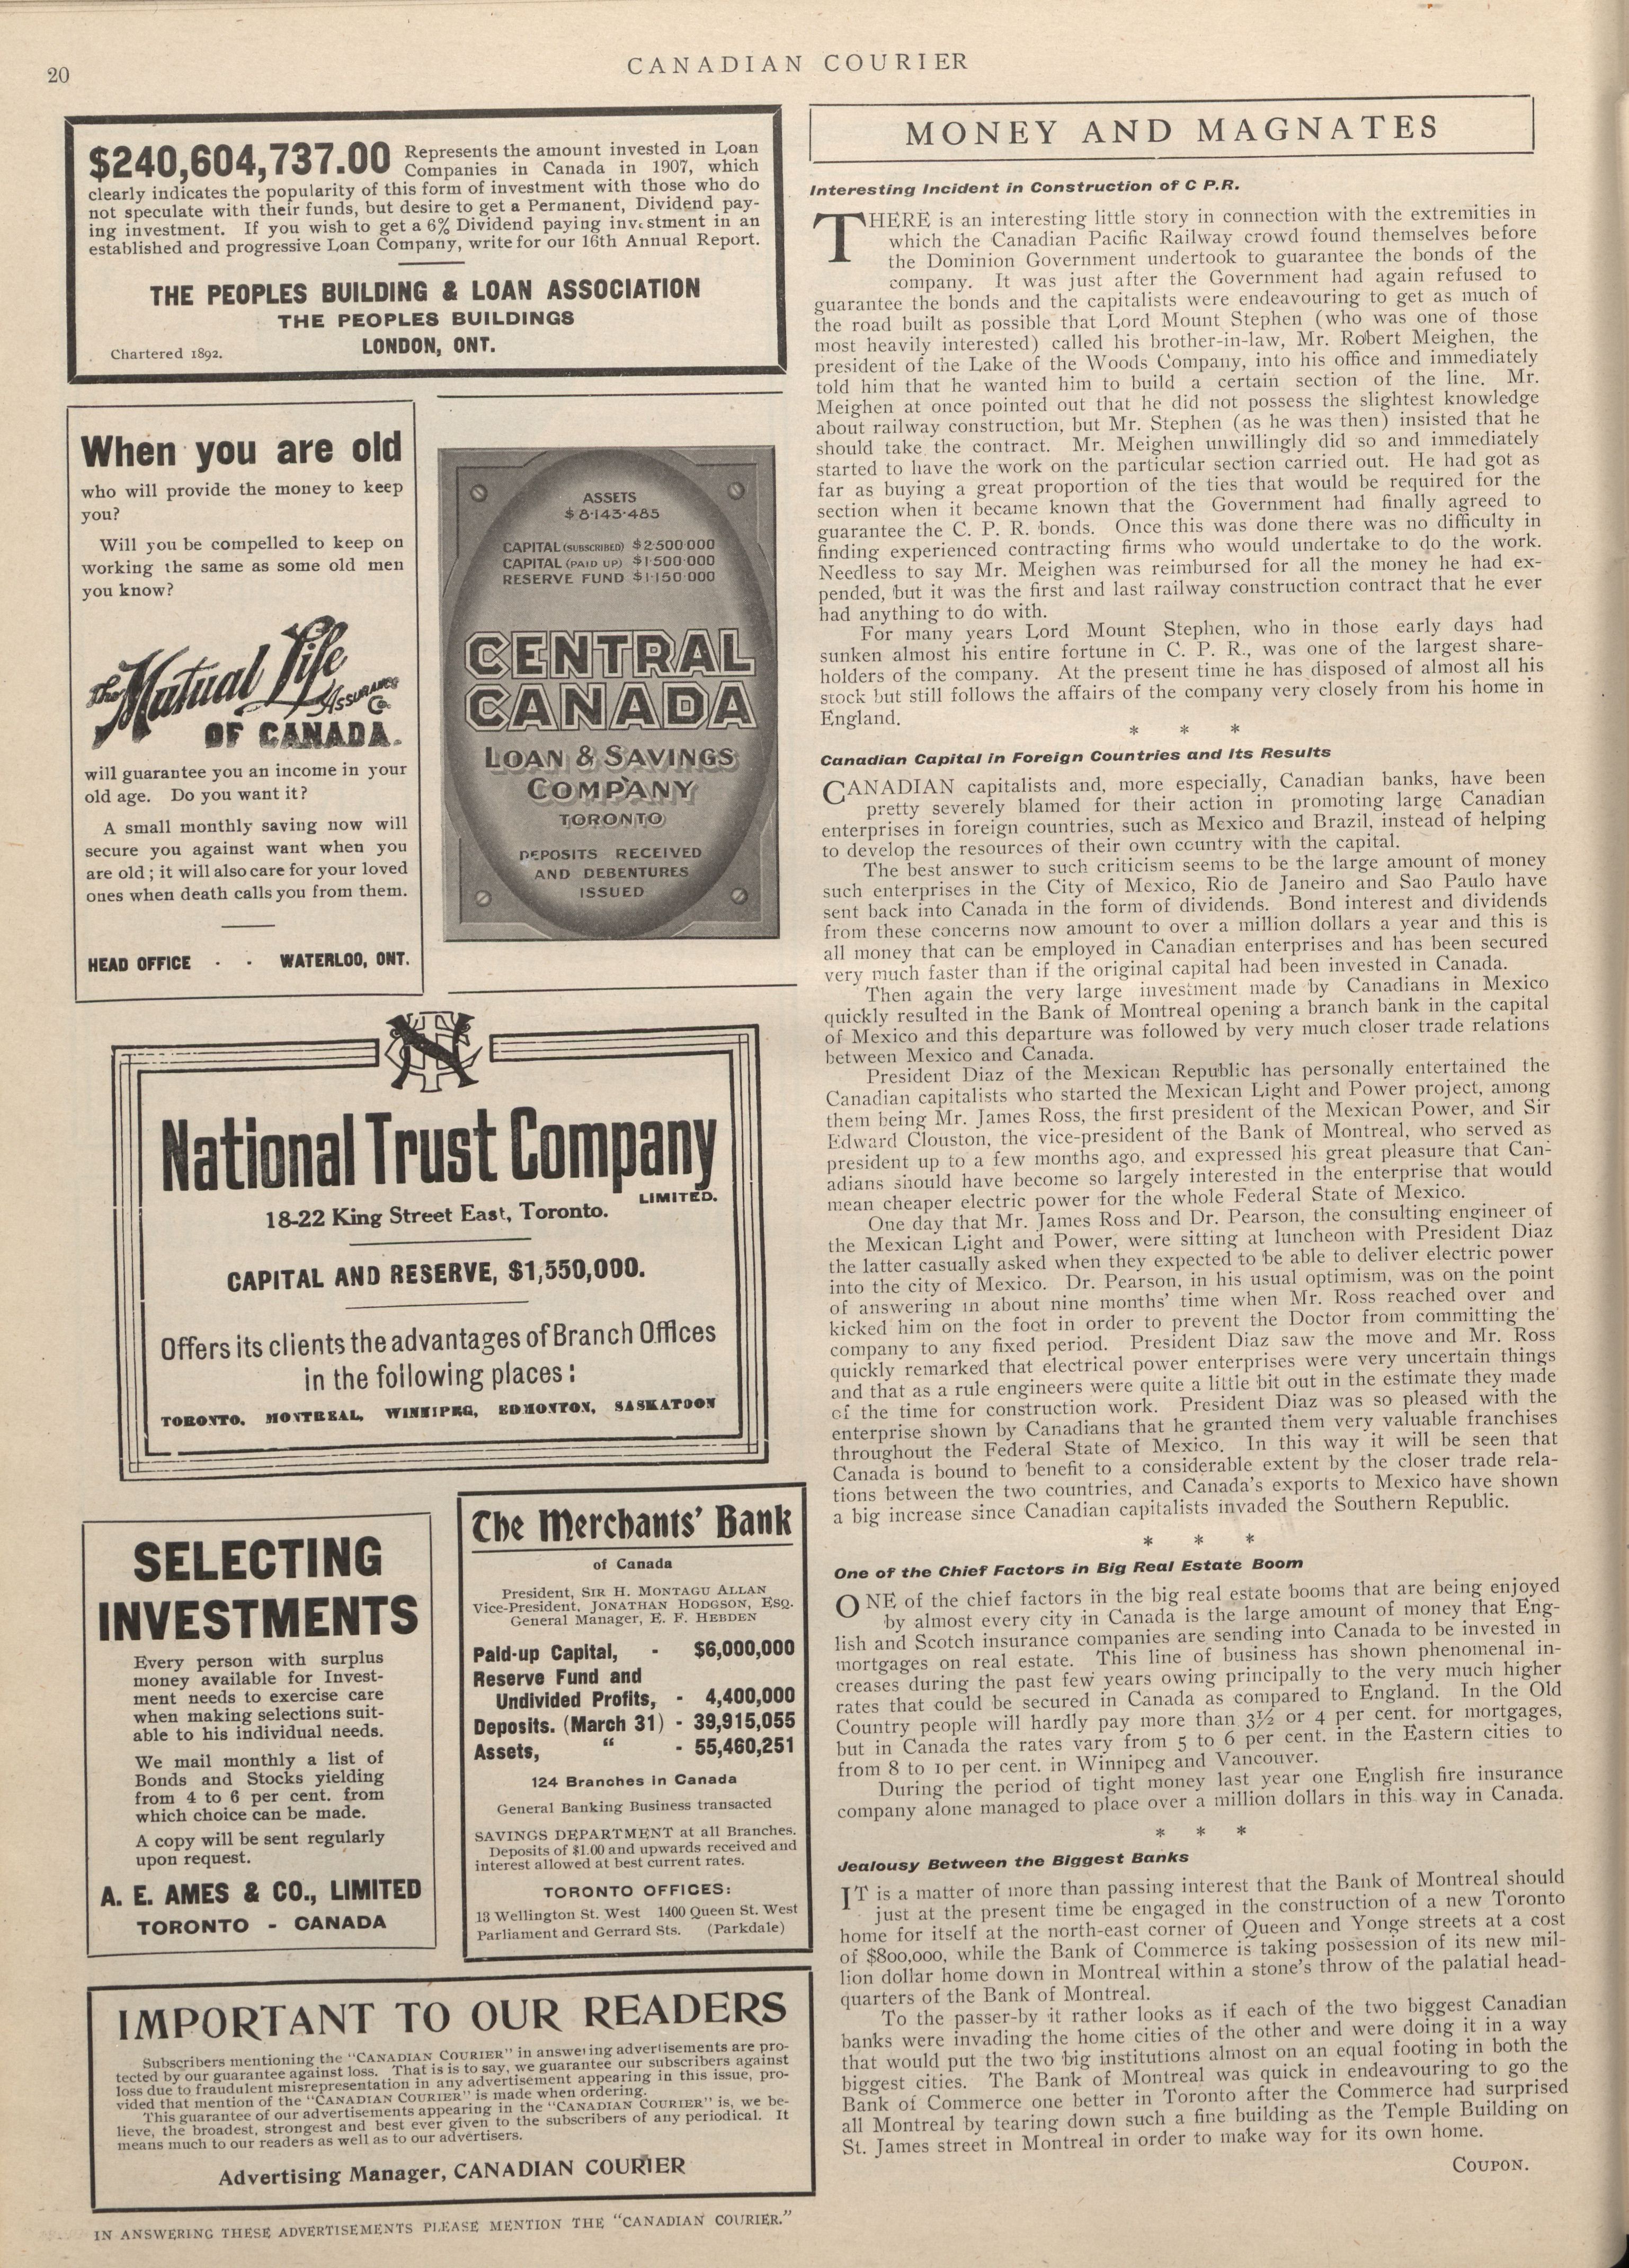 20
CANADIAN COURIER
$240,604,737.00 Represents the amount invested in Loan
Companies in Canada in 1907, which
clearly indicates the popularity of this form of investment with those who do
not speculate with their funds, but desire to get a Permanent, Dividend pay-
ing investment. If you wish to get a 6% Dividend paying investment in an
established and progressive Loan Company, write for our 16th Annual Report.
THE PEOPLES BUILDING & LOAN ASSOCIATION
THE PEOPLES BUILDINGS
Chartered 1892. LONDON, ONT.
When you are old
who will provide the money to keep
you?
Will you be compelled to keep on
working the same as some old men
you know?
The Mutual Life
Assurance Co.
OF CANADA.
will guarantee you an income in your
old age. Do you want it?
A small monthly saving now will
secure you against want when you
are old; it will also care for your loved
ones when death calls you from them.
HEAD OFFICE - - WATERLOO, ONT.
ASSETS
$8·143·485
CAPITAL (SUBSCRIBED) $2·500·000
CAPITAL (PAID UP) $1·500·000
RESERVE FUND $1·150·000
CENTRAL
CANADA
LOAN & SAVINGS
COMPANY
TORONTO
DEPOSITS RECEIVED
AND DEBENTURES
ISSUED
NTC
National Trust Company
LIMITED.
18-22 King Street East, Toronto.
CAPITAL AND RESERVE, $1,550,000.
Offers its clients the advantages of Branch Offices
in the following places:
TORONTO, MONTREAL, WINNIPEG, EDMONTON, SASKATOON
SELECTING
INVESTMENTS
Every person with surplus
money available for Invest-
ment needs to exercise care
when making selections suit-
able to his individual needs.
We mail monthly a list of
Bonds and Stocks yielding
from 4 to 6 per cent. from
which choice can be made.
A copy will be sent regularly
upon request.
A. E. AMES & CO., LIMITED
TORONTO - CANADA
The Merchants' Bank
of Canada
President, SIR H. MONTAGU ALLAN
Vice-President, JONATHAN HODGSON, ESQ.
General Manager, E. F. HEBDEN
Paid-up Capital, - $6,000,000
Reserve Fund and
Undivided Profits, - 4,400,000
Deposits. (March 31) - 39,915,055
Assets, " - 55,460,251
124 Branches in Canada
General Banking Business transacted
SAVINGS DEPARTMENT at all Branches.
Deposits of $1.00 and upwards received and
interest allowed at best current rates.
TORONTO OFFICES:
13 Wellington St. West 1400 Queen St. West
Parliament and Gerrard Sts. (Parkdale)
IMPORTANT TO OUR READERS
Subscribers mentioning the "CANADIAN COURIER" in answering advertisements are pro-
tected by our guarantee against loss. That is is to say, we guarantee our subscribers against
loss due to fraudulent misrepresentation in any advertisement appearing in this issue, pro-
vided that mention of the "CANADIAN COURIER" is made when ordering.
This guarantee of our advertisements appearing in the "CANADIAN COURIER" is, we be-
lieve, the broadest, strongest and best ever given to the subscribers of any periodical. It
means much to our readers as well as to our advertisers.
Advertising Manager, CANADIAN COURIER
IN ANSWERING THESE ADVERTISEMENTS PLEASE MENTION THE "CANADIAN COURIER."
MONEY AND MAGNATES
Interesting Incident in Construction of C P.R.
THERE is an interesting little story in connection with the extremities in
which the Canadian Pacific Railway crowd found themselves before
the Dominion Government undertook to guarantee the bonds of the
company. It was just after the Government had again refused to
guarantee the bonds and the capitalists were endeavouring to get as much of
the road built as possible that Lord Mount Stephen (who was one of those
most heavily interested) called his brother-in-law, Mr. Robert Meighen, the
president of the Lake of the Woods Company, into his office and immediately
told him that he wanted him to build a certain section of the line. Mr.
Meighen at once pointed out that he did not possess the slightest knowledge
about railway construction, but Mr. Stephen (as he was then) insisted that he
should take the contract. Mr. Meighen unwillingly did so and immediately
started to have the work on the particular section carried out. He had got as
far as buying a great proportion of the ties that would be required for the
section when it became known that the Government had finally agreed to
guarantee the C. P. R. bonds. Once this was done there was no difficulty in
finding experienced contracting firms who would undertake to do the work.
Needless to say Mr. Meighen was reimbursed for all the money he had ex-
pended, but it was the first and last railway construction contract that he ever
had anything to do with.
For many years Lord Mount Stephen, who in those early days had
sunken almost his entire fortune in C. P. R., was one of the largest share-
holders of the company. At the present time he has disposed of almost all his
stock but still follows the affairs of the company very closely from his home in
England.
* * *
Canadian Capital in Foreign Countries and Its Results
CANADIAN capitalists and, more especially, Canadian banks, have been
pretty severely blamed for their action in promoting large Canadian
enterprises in foreign countries, such as Mexico and Brazil, instead of helping
to develop the resources of their own country with the capital.
The best answer to such criticism seems to be the large amount of money
such enterprises in the City of Mexico, Rio de Janeiro and Sao Paulo have
sent back into Canada in the form of dividends. Bond interest and dividends
from these concerns now amount to over a million dollars a year and this is
all money that can be employed in Canadian enterprises and has been secured
very much faster than if the original capital had been invested in Canada.
Then again the very large investment made by Canadians in Mexico
quickly resulted in the Bank of Montreal opening a branch bank in the capital
of Mexico and this departure was followed by very much closer trade relations
between Mexico and Canada.
President Diaz of the Mexican Republic has personally entertained the
Canadian capitalists who started the Mexican Light and Power project, among
them being Mr. James Ross, the first president of the Mexican Power, and Sir
Edward Clouston, the vice-president of the Bank of Montreal, who served as
president up to a few months ago, and expressed his great pleasure that Can-
adians should have become so largely interested in the enterprise that would
mean cheaper electric power for the whole Federal State of Mexico.
One day that Mr. James Ross and Dr. Pearson, the consulting engineer of
the Mexican Light and Power, were sitting at luncheon with President Diaz
the latter casually asked when they expected to be able to deliver electric power
into the city of Mexico. Dr. Pearson, in his usual optimism, was on the point
of answering in about nine months' time when Mr. Ross reached over and
kicked him on the foot in order to prevent the Doctor from committing the
company to any fixed period. President Diaz saw the move and Mr. Ross
quickly remarked that electrical power enterprises were very uncertain things
and that as a rule engineers were quite a little bit out in the estimate they made
of the time for construction work. President Diaz was so pleased with the
enterprise shown by Canadians that he granted them very valuable franchises
throughout the Federal State of Mexico. In this way it will be seen that
Canada is bound to benefit to a considerable extent by the closer trade rela-
tions between the two countries, and Canada's exports to Mexico have shown
a big increase since Canadian capitalists invaded the Southern Republic.
* * *
One of the Chief Factors in Big Real Estate Boom
ONE of the chief factors in the big real estate booms that are being enjoyed
by almost every city in Canada is the large amount of money that Eng-
lish and Scotch insurance companies are sending into Canada to be invested in
mortgages on real estate. This line of business has shown phenomenal in-
creases during the past few years owing principally to the very much higher
rates that could be secured in Canada as compared to England. In the Old
Country people will hardly pay more than 3½ or 4 per cent. for mortgages,
but in Canada the rates vary from 5 to 6 per cent. in the Eastern cities to
from 8 to 10 per cent. in Winnipeg and Vancouver.
During the period of tight money last year one English fire insurance
company alone managed to place over a million dollars in this way in Canada.
* * *
Jealousy Between the Biggest Banks
IT is a matter of more than passing interest that the Bank of Montreal should
just at the present time be engaged in the construction of a new Toronto
home for itself at the north-east corner of Queen and Yonge streets at a cost
of $800,000, while the Bank of Commerce is taking possession of its new mil-
lion dollar home down in Montreal within a stone's throw of the palatial head-
quarters of the Bank of Montreal.
To the passer-by it rather looks as if each of the two biggest Canadian
banks were invading the home cities of the other and were doing it in a way
that would put the two big institutions almost on an equal footing in both the
biggest cities. The Bank of Montreal was quick in endeavouring to go the
Bank of Commerce one better in Toronto after the Commerce had surprised
all Montreal by tearing down such a fine building as the Temple Building on
St. James street in Montreal in order to make way for its own home.
COUPON.